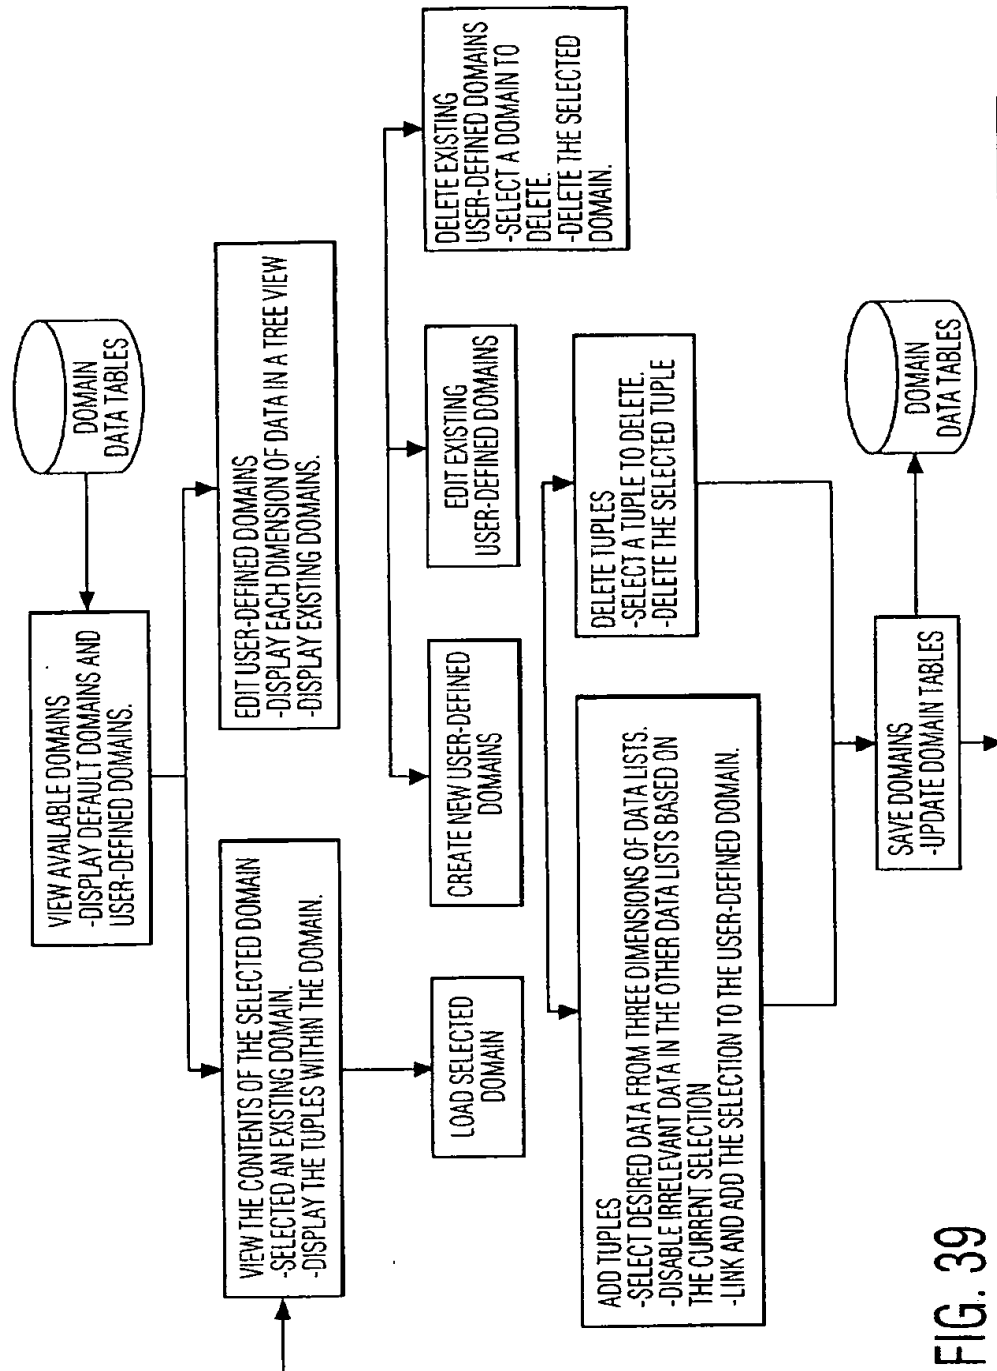 DOMAIN
DATA TABLES
VIEW AVAILABLE DOMAINS
-DISPLAY DEFAULT DOMAINS AND
USER-DEFINED DOMAINS.
VIEW THE CONTENTS OF THE SELECTED DOMAIN
-SELECTED AN EXISTING DOMAIN.
-DISPLAY THE TUPLES WITHIN THE DOMAIN.
EDIT USER-DEFINED DOMAINS
-DISPLAY EACH DIMENSION OF DATA IN A TREE VIEW
-DISPLAY EXISTING DOMAINS.
LOAD SELECTED
DOMAIN
CREATE NEW USER-DEFINED
DOMAINS
EDIT EXISTING
USER-DEFINED DOMAINS
DELETE EXISTING
USER-DEFINED DOMAINS
-SELECT A DOMAIN TO
DELETE.
-DELETE THE SELECTED
DOMAIN.
ADD TUPLES
-SELECT DESIRED DATA FROM THREE DIMENSIONS OF DATA LISTS.
-DISABLE IRRELEVANT DATA IN THE OTHER DATA LISTS BASED ON
THE CURRENT SELECTION
-LINK AND ADD THE SELECTION TO THE USER-DEFINED DOMAIN.
DELETE TUPLES
-SELECT A TUPLE TO DELETE.
-DELETE THE SELECTED TUPLE
SAVE DOMAINS
-UPDATE DOMAIN TABLES
DOMAIN
DATA TABLES
FIG. 39